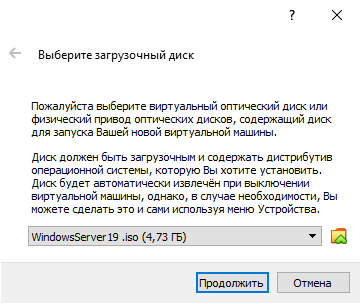 ?
Выберите загрузочный диск
Пожалуйста выберите виртуальный оптический диск или
физический привод оптических дисков, содержащий диск
для запуска Вашей новой виртуальной машины.
Диск должен быть загрузочным и содержать дистрибутив
операционной системы, которую Вы хотите установить.
Диск будет автоматически извлечён при выключении
виртуальной машины, однако, в случае необходимости, Вы
можете сделать это и сами используя меню Устройства.
WindowsServer19 .iso (4,73 ГБ)
Продолжить Отмена